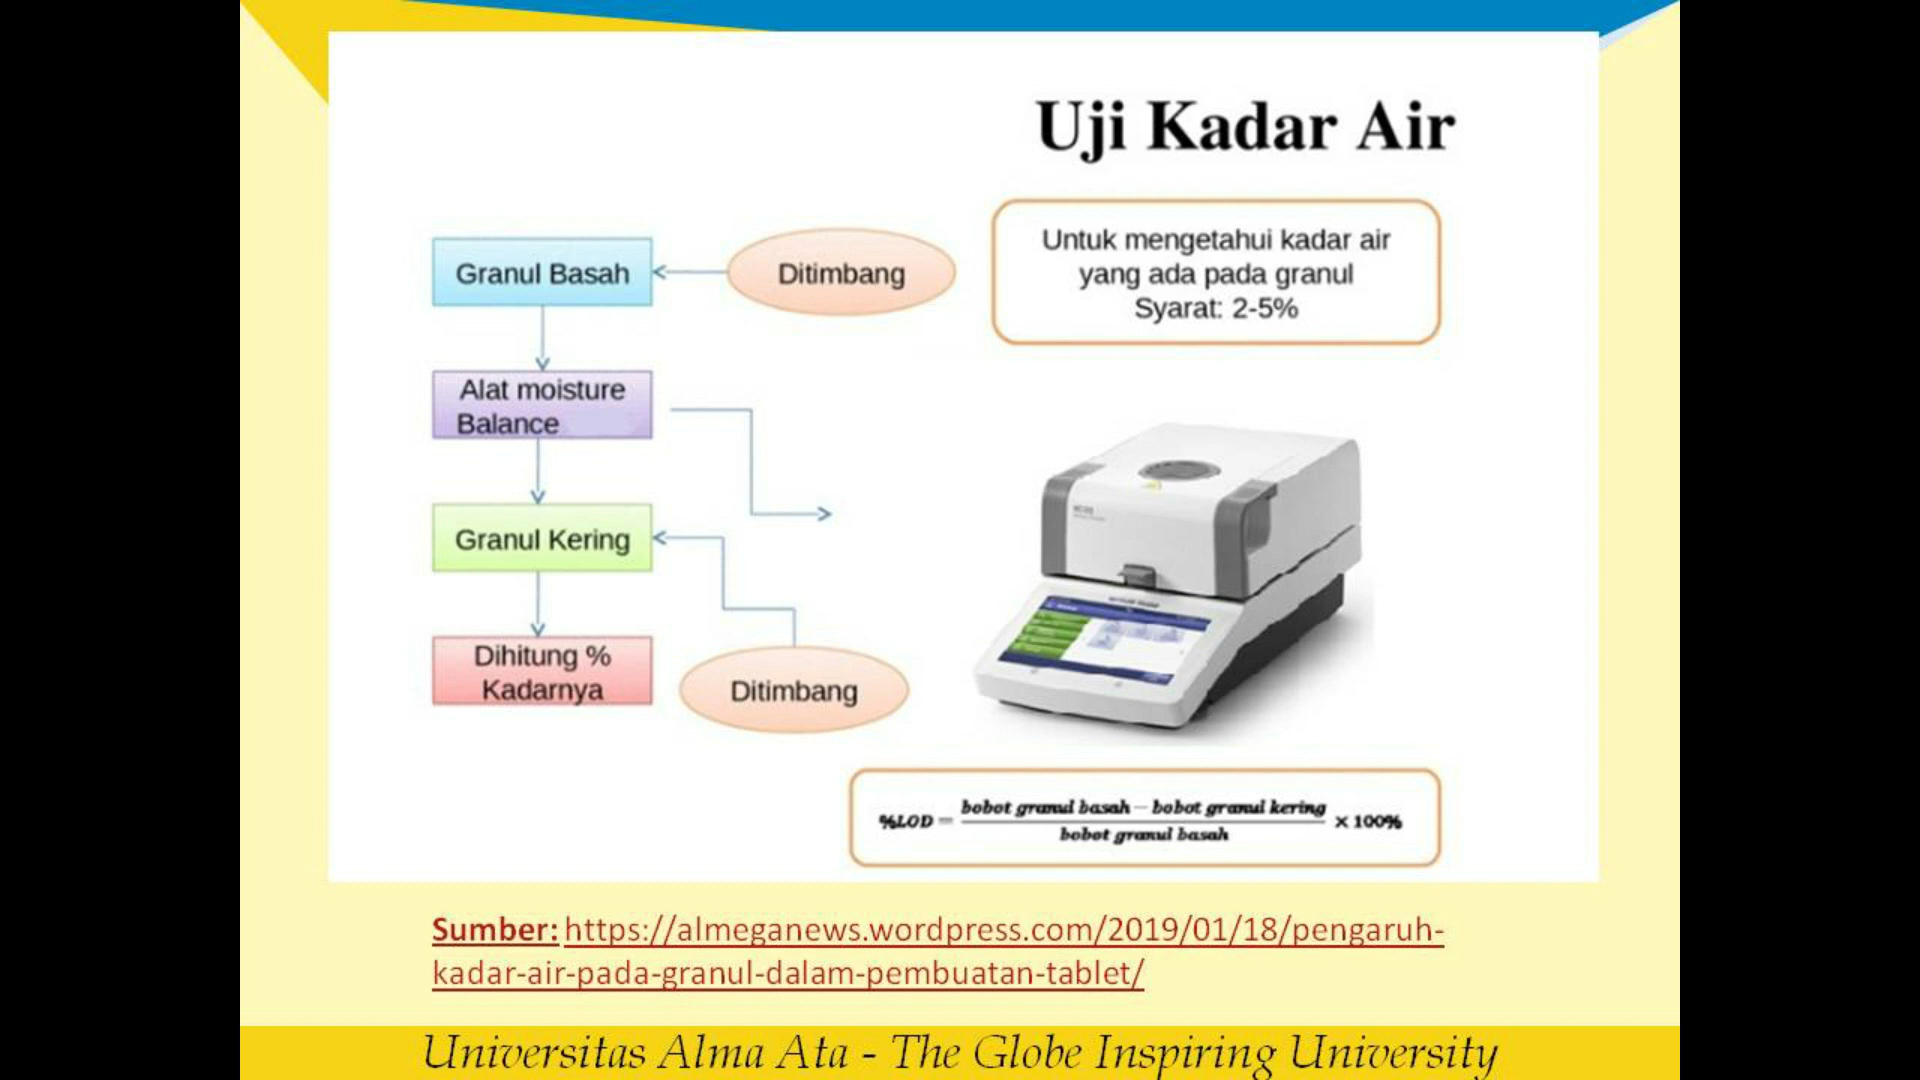 Uji Kadar Air
Untuk mengetahui kadar air
yang ada pada granul
Syarat: 2-5%
Granul Basah
Ditimbang
Alat moisture
Balance
Granul Kering
Dihitung %
Kadarnya
Ditimbang
%LOD = bobot granul basah − bobot granul kering
bobot granul basah
× 100%
Sumber: https://almeganews.wordpress.com/2019/01/18/pengaruh-
kadar-air-pada-granul-dalam-pembuatan-tablet/
Universitas Alma Ata - The Globe Inspiring University